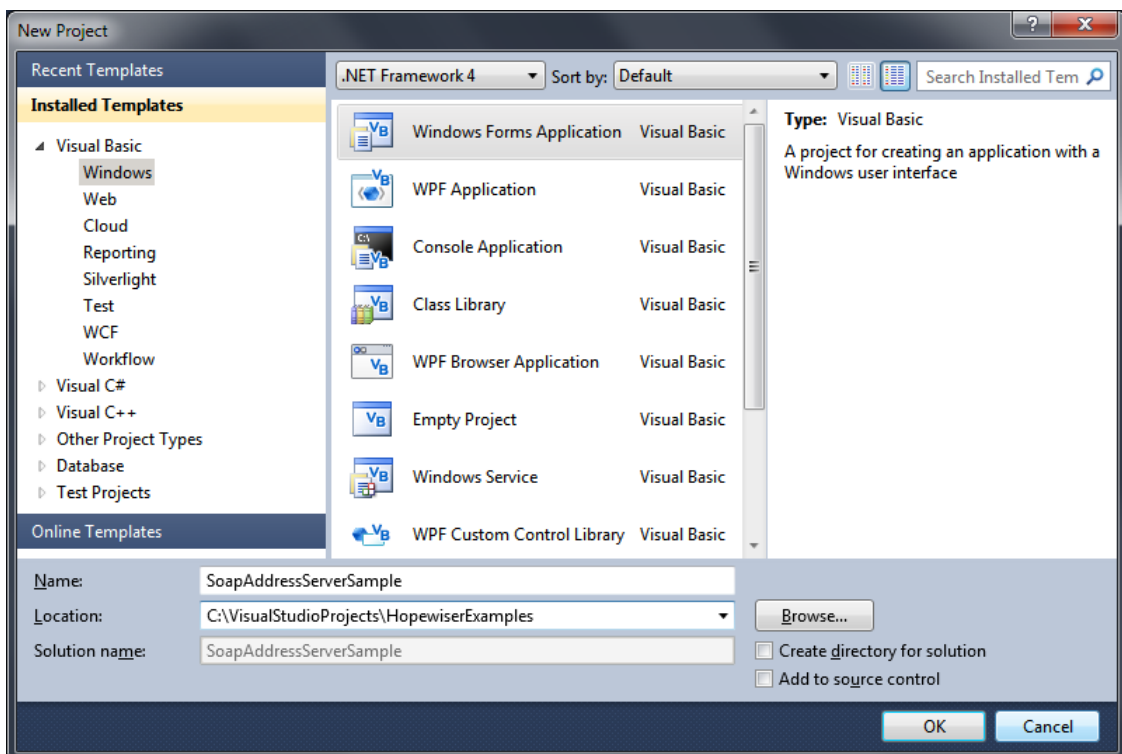 New Project
Recent Templates
Installed Templates
Visual Basic
Windows
Web
Cloud
Reporting
Silverlight
Test
WCF
Workflow
Visual C#
Visual C++
Other Project Types
Database
Test Projects
Online Templates
.NET Framework 4 Sort by: Default Search Installed Tem
Windows Forms Application Visual Basic
WPF Application Visual Basic
Console Application Visual Basic
Class Library Visual Basic
WPF Browser Application Visual Basic
Empty Project Visual Basic
Windows Service Visual Basic
WPF Custom Control Library Visual Basic
Type: Visual Basic
A project for creating an application with a
Windows user interface
Name: SoapAddressServerSample
Location: C:\VisualStudioProjects\HopewiserExamples Browse...
Solution name: SoapAddressServerSample Create directory for solution
Add to source control
OK Cancel